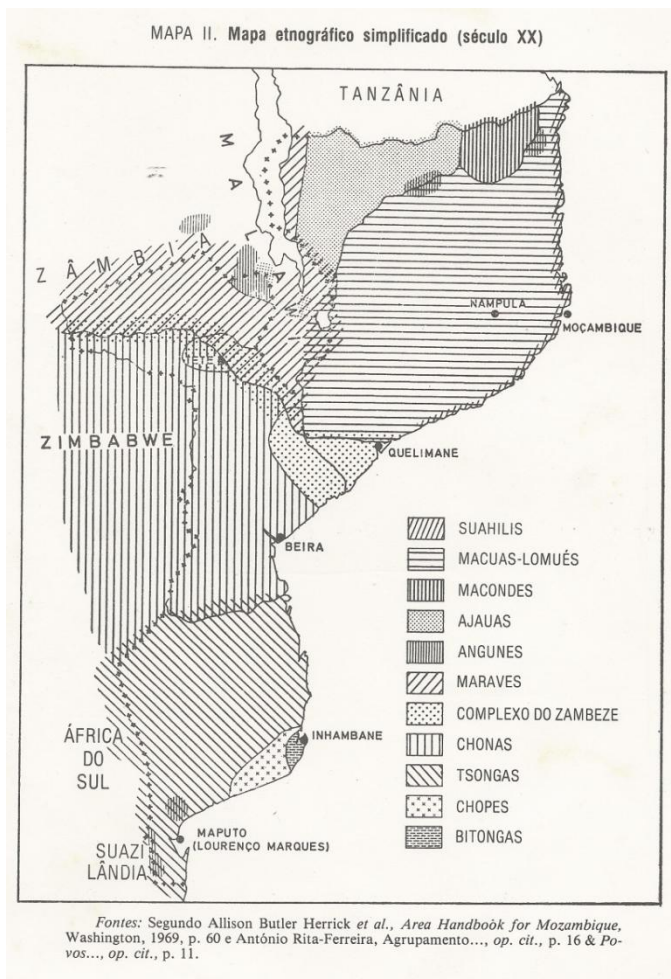 MAPA II. Mapa etnográfico simplificado (século XX)
TANZÂNIA
MALAWI
ZÂMBIA
NAMPULA
MOÇAMBIQUE
TETE
ZIMBABWE
QUELIMANE
BEIRA
SUAHILIS
MACUAS-LOMUÉS
MACONDES
AJAUAS
ANGUNES
MARAVES
COMPLEXO DO ZAMBEZE
CHONAS
TSONGAS
CHOPES
BITONGAS
INHAMBANE
ÁFRICA
DO
SUL
MAPUTO
(LOURENÇO MARQUES)
SUAZI
LÂNDIA
Fontes: Segundo Allison Butler Herrick et al., Area Handbook for Mozambique,
Washington, 1969, p. 60 e António Rita-Ferreira, Agrupamento..., op. cit., p. 16 & Po-
vos..., op. cit., p. 11.